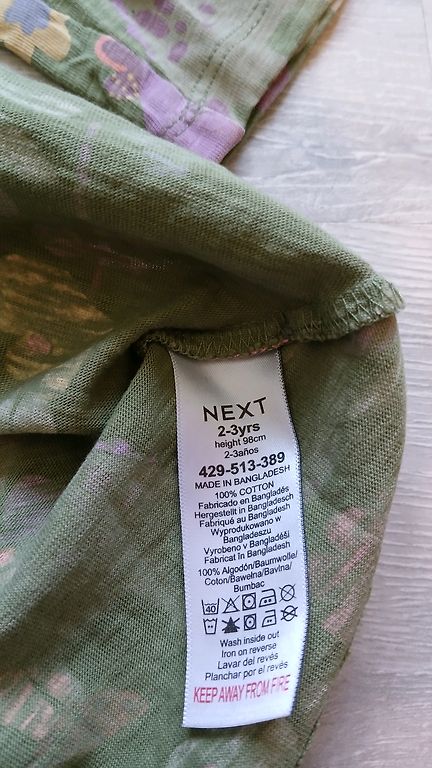 NEXT
2-3yrs
height 98cm
2-3años
429-513-389
MADE IN BANGLADESH
100% COTTON
Fabricado en Bangladés
Hergestellt in Bangladesch
Fabriqué au Bangladesh
Wyprodukowano w
Bangladeszu
Vyrobeno v Bangladéši
Fabricat în Bangladesh
100% Algodón/Baumwolle/
Coton/Bawełna/Bavlna/
Bumbac
40
Wash inside out
Iron on reverse
Lavar del revés
Planchar por el revés
KEEP AWAY FROM FIRE